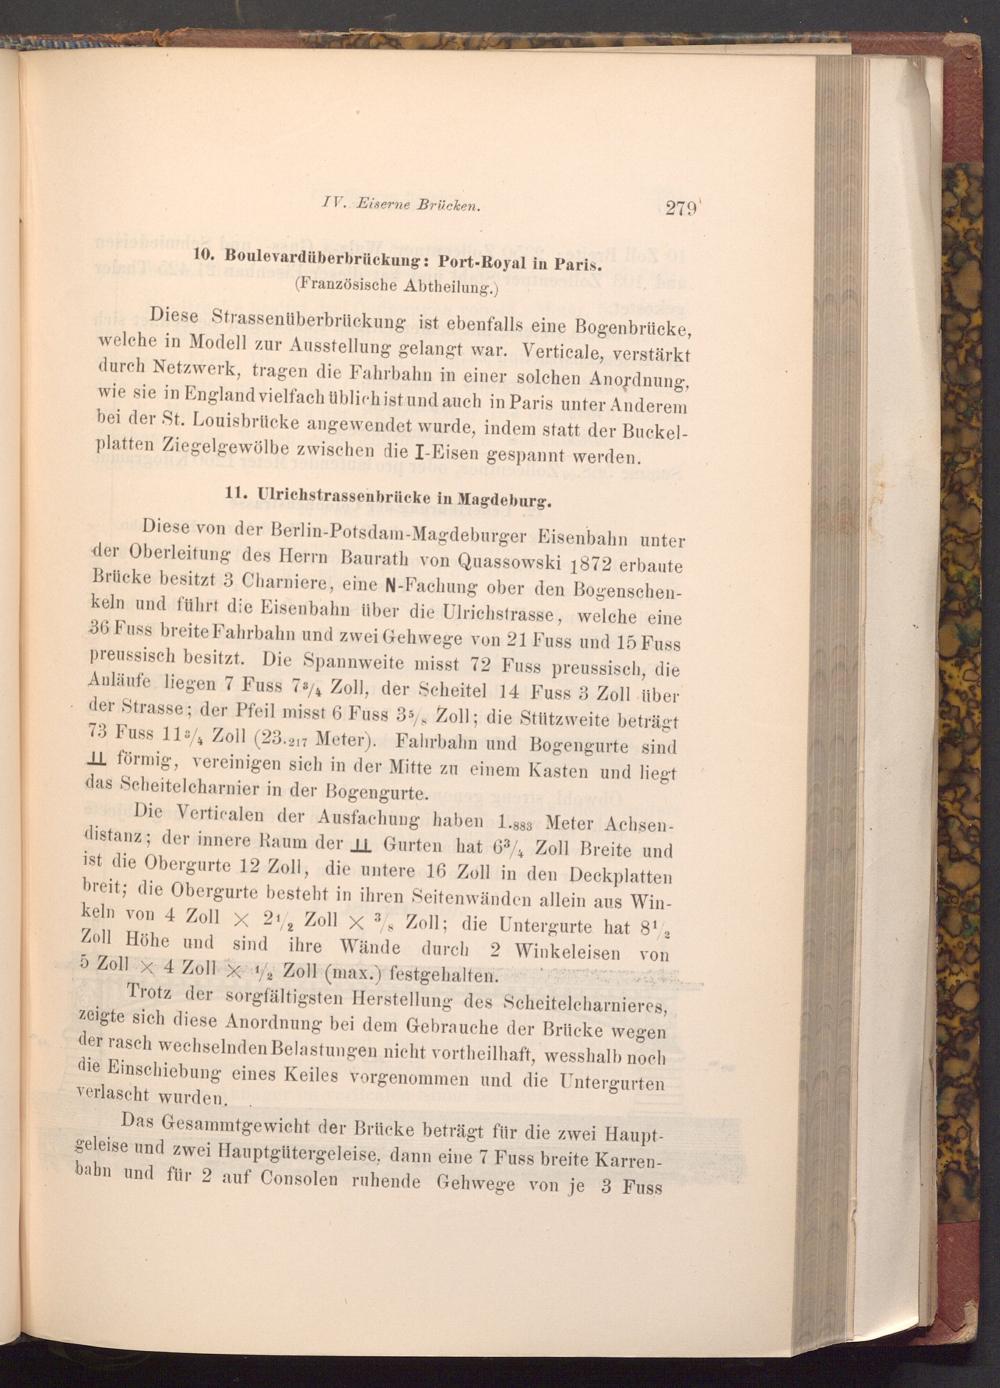 IV. Eiserne Brücken. 279
10. Boulevardüberbrückung: Port-Royal in Paris.
(Französische Abtheilung.)
Diese Strassenüberbrückung ist ebenfalls eine Bogenbrücke,
welche in Modell zur Ausstellung gelangt war. Verticale, verstärkt
durch Netzwerk, tragen die Fahrbahn in einer solchen Anordnung,
wie sie in England vielfach üblich ist und auch in Paris unter Anderem
bei der St. Louisbrücke angewendet wurde, indem statt der Buckel-
platten Ziegelgewölbe zwischen die I-Eisen gespannt werden.
11. Ulrichstrassenbrücke in Magdeburg.
Diese von der Berlin-Potsdam-Magdeburger Eisenbahn unter
der Oberleitung des Herrn Baurath von Quassowski 1872 erbaute
Brücke besitzt 3 Charniere, eine N-Fachung ober den Bogenschen-
keln und führt die Eisenbahn über die Ulrichstrasse, welche eine
36 Fuss breite Fahrbahn und zwei Gehwege von 21 Fuss und 15 Fuss
preussisch besitzt. Die Spannweite misst 72 Fuss preussisch, die
Anläufe liegen 7 Fuss 7 3/4 Zoll, der Scheitel 14 Fuss 3 Zoll über
der Strasse; der Pfeil misst 6 Fuss 3 5/8 Zoll; die Stützweite beträgt
73 Fuss 11 3/4 Zoll (23.217 Meter). Fahrbahn und Bogengurte sind
⅃L förmig, vereinigen sich in der Mitte zu einem Kasten und liegt
das Scheitelcharnier in der Bogengurte.
Die Verticalen der Ausfachung haben 1.883 Meter Achsen-
distanz; der innere Raum der ⅃L Gurten hat 6 3/4 Zoll Breite und
ist die Obergurte 12 Zoll, die untere 16 Zoll in den Deckplatten
breit; die Obergurte besteht in ihren Seitenwänden allein aus Win-
keln von 4 Zoll × 2 1/2 Zoll × 3/8 Zoll; die Untergurte hat 8 1/2
Zoll Höhe und sind ihre Wände durch 2 Winkeleisen von
5 Zoll × 4 Zoll × 1/2 Zoll (max.) festgehalten.
Trotz der sorgfältigsten Herstellung des Scheitelcharnieres,
zeigte sich diese Anordnung bei dem Gebrauche der Brücke wegen
der rasch wechselnden Belastungen nicht vortheilhaft, wesshalb noch
die Einschiebung eines Keiles vorgenommen und die Untergurten
verlascht wurden.
Das Gesammtgewicht der Brücke beträgt für die zwei Haupt-
geleise und zwei Hauptgütergeleise, dann eine 7 Fuss breite Karren-
bahn und für 2 auf Consolen ruhende Gehwege von je 3 Fuss